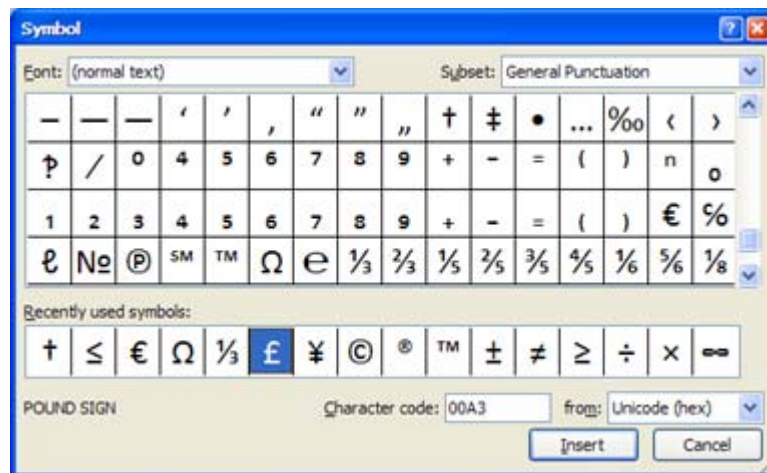 Symbol
Font: (normal text) Subset: General Punctuation
– — ― ‘ ’ ‚ “ ” „ † ‡ • … ‰ ‹ ›
‽ ⁄ ⁰ ⁴ ⁵ ⁶ ⁷ ⁸ ⁹ ⁺ ⁻ ⁼ ⁽ ⁾ ⁿ ₀
₁ ₂ ₃ ₄ ₅ ₆ ₇ ₈ ₉ ₊ ₋ ₌ ₍ ₎ € ℅
ℓ № ℗ ℠ ™ Ω ℮ ⅓ ⅔ ⅕ ⅖ ⅗ ⅘ ⅙ ⅚ ⅛
Recently used symbols:
† ≤ € Ω ⅓ £ ¥ © ® ™ ± ≠ ≥ ÷ × ∞
POUND SIGN Character code: 00A3 from: Unicode (hex)
Insert Cancel